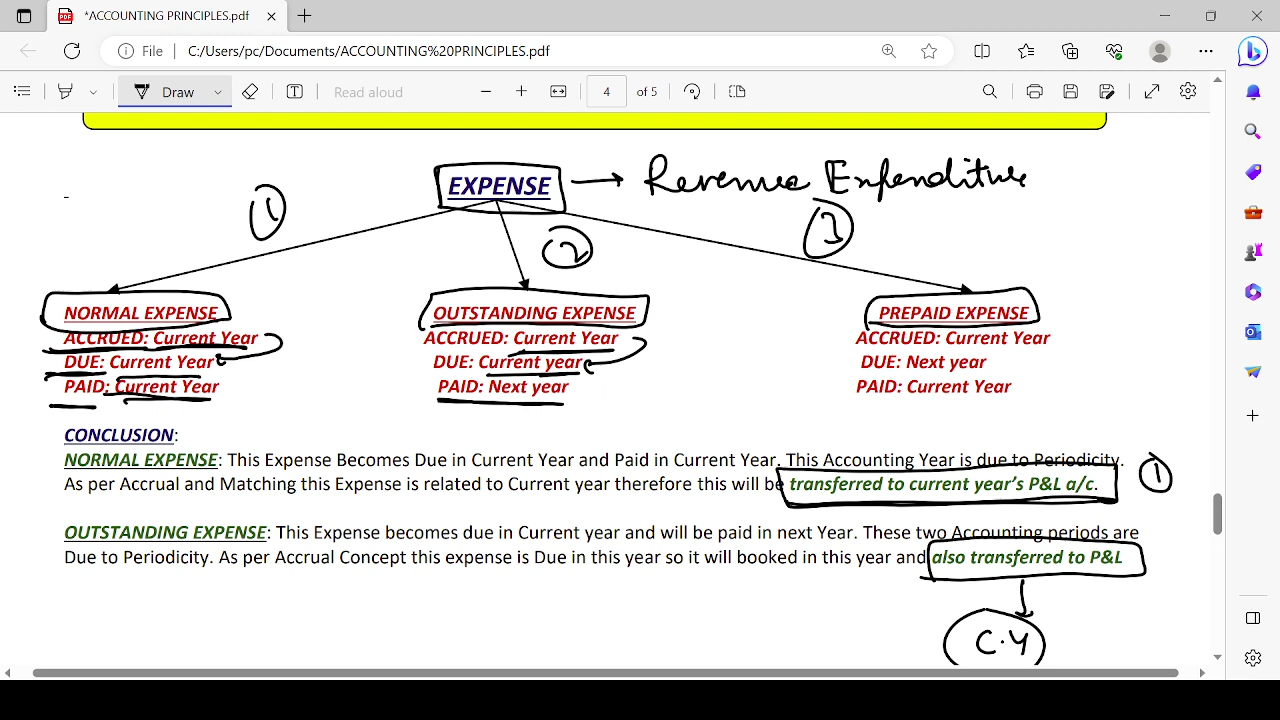 *ACCOUNTING PRINCIPLES.pdf
File C:/Users/pc/Documents/ACCOUNTING%20PRINCIPLES.pdf
Draw Read aloud 4 of 5
EXPENSE → Revenue Expenditure
1 2 3
NORMAL EXPENSE OUTSTANDING EXPENSE PREPAID EXPENSE
ACCRUED: Current Year ACCRUED: Current Year ACCRUED: Current Year
DUE: Current Year DUE: Current year DUE: Next year
PAID: Current Year PAID: Next year PAID: Current Year
CONCLUSION:
NORMAL EXPENSE: This Expense Becomes Due in Current Year and Paid in Current Year. This Accounting Year is due to Periodicity.
As per Accrual and Matching this Expense is related to Current year therefore this will be transferred to current year's P&L a/c. 1
OUTSTANDING EXPENSE: This Expense becomes due in Current year and will be paid in next Year. These two Accounting periods are
Due to Periodicity. As per Accrual Concept this expense is Due in this year so it will booked in this year and also transferred to P&L
C.Y